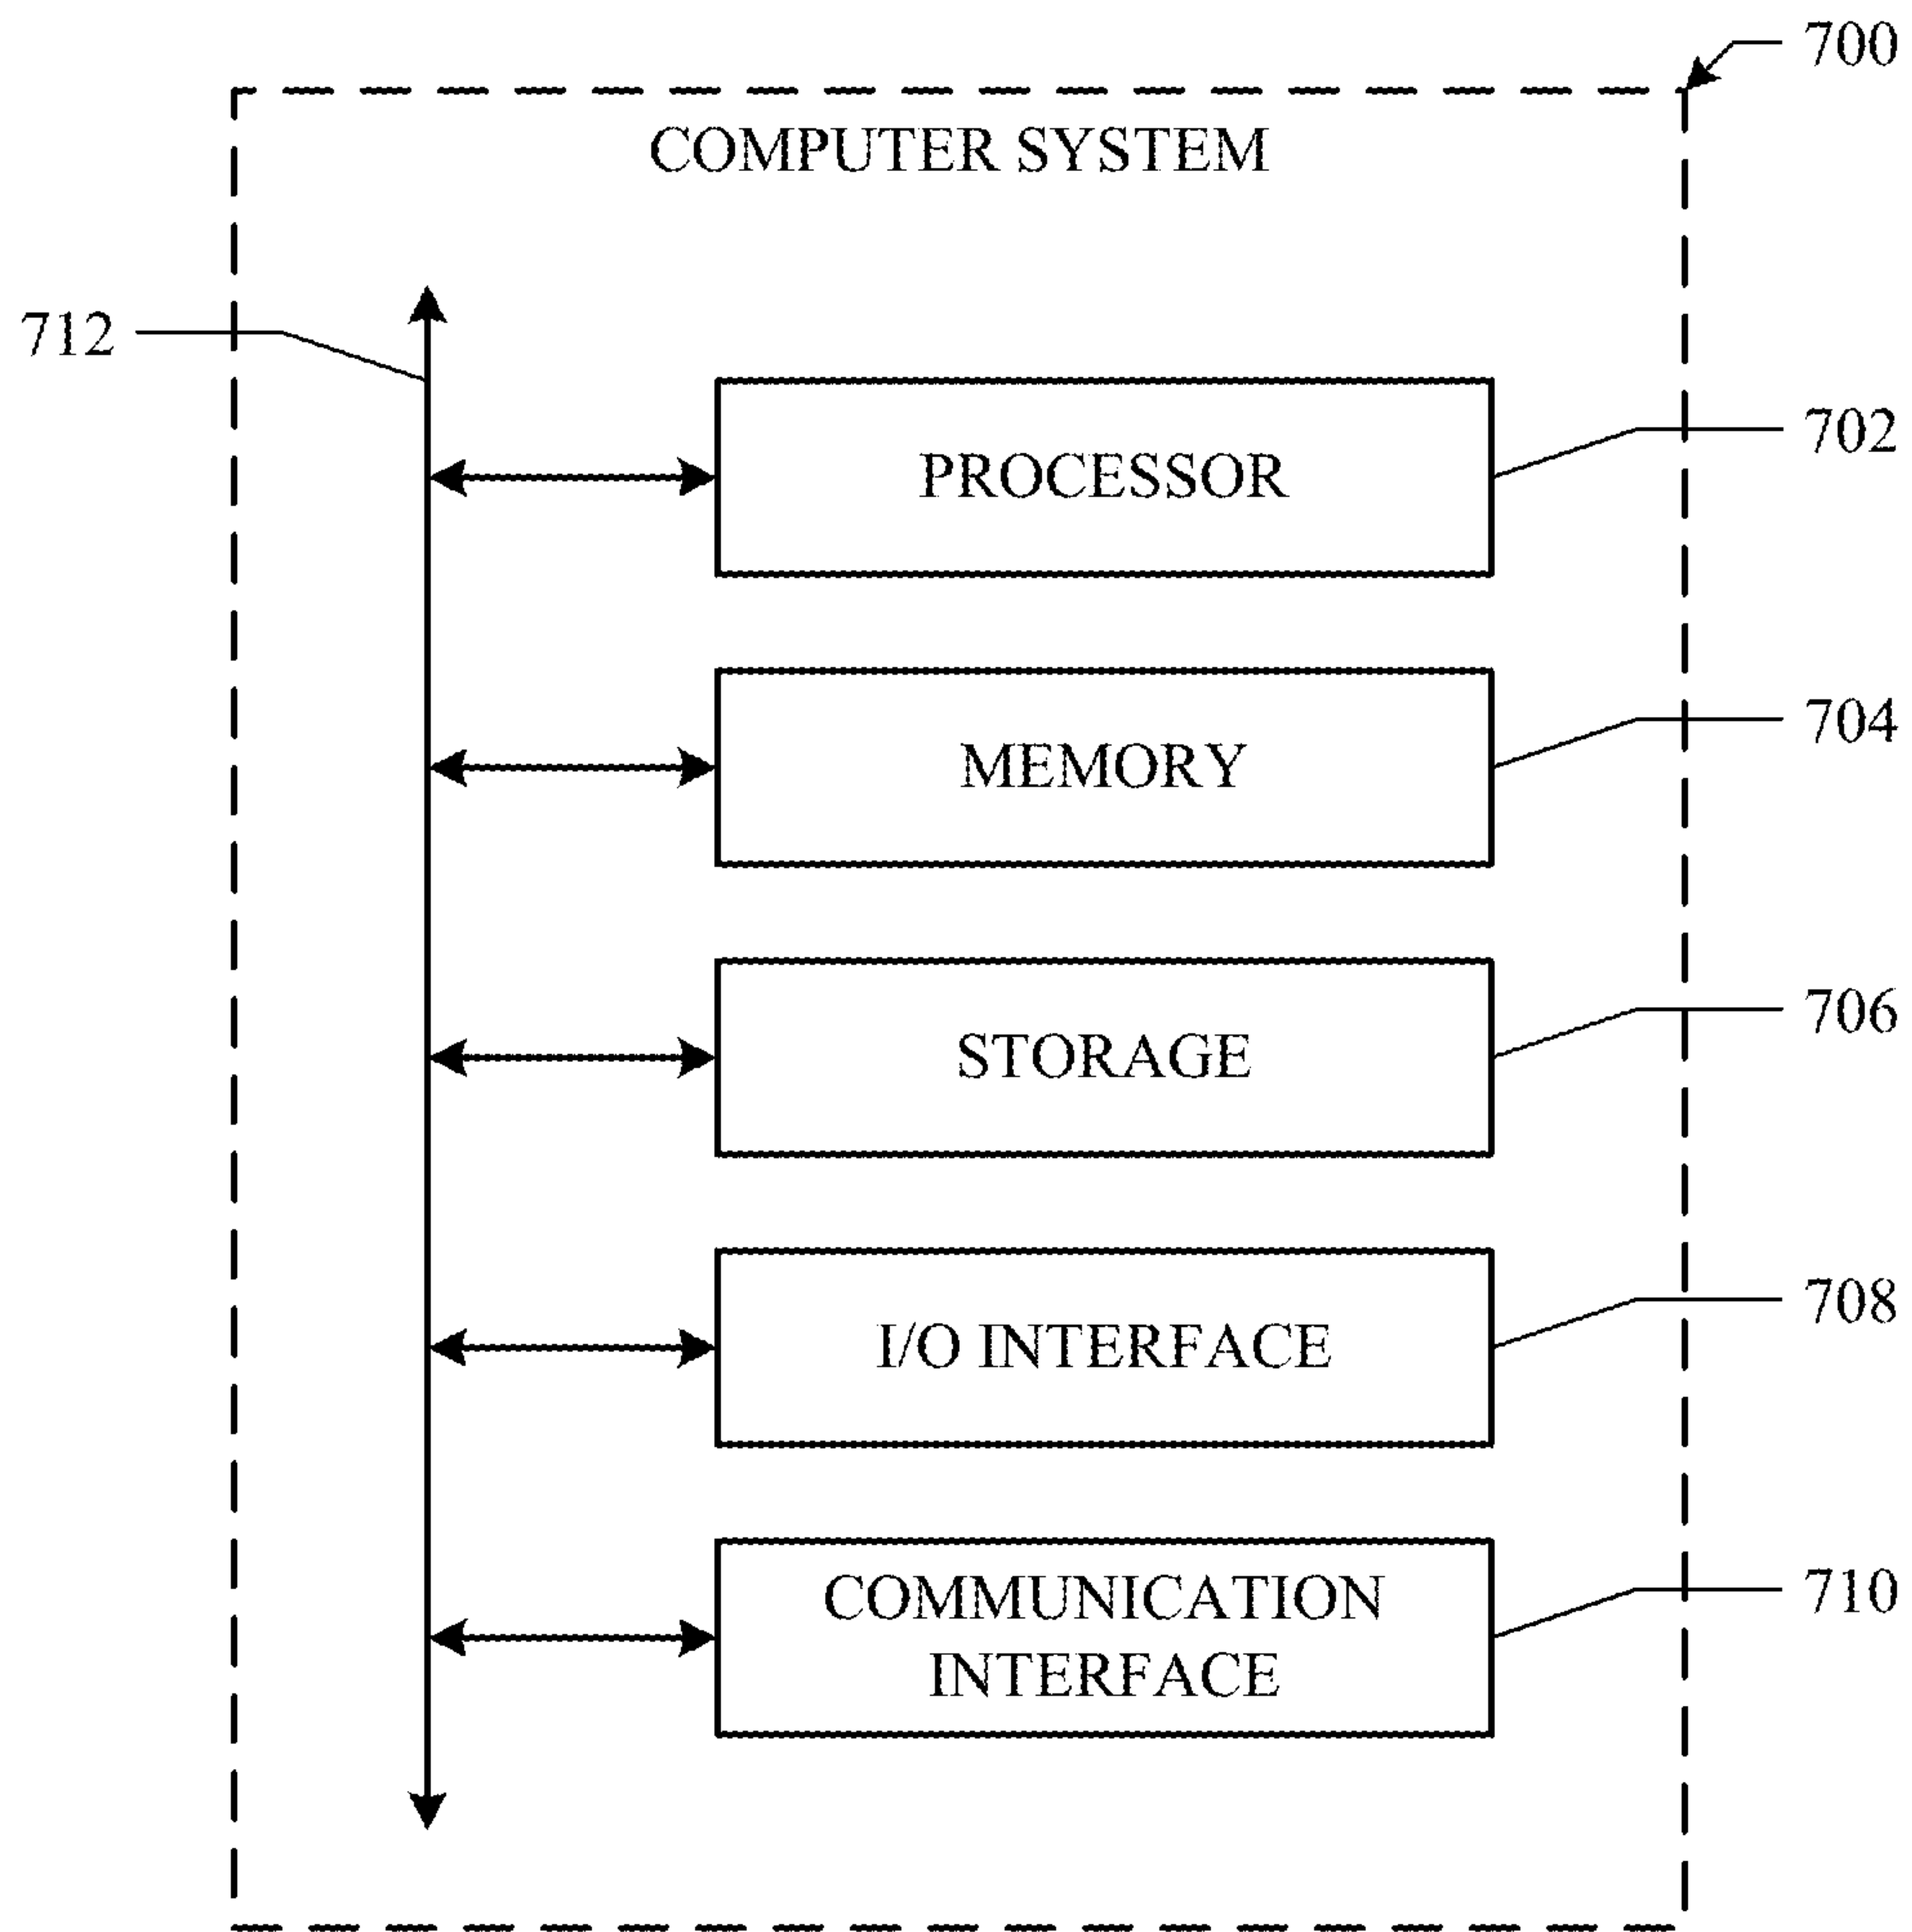 700
COMPUTER SYSTEM
712
702
PROCESSOR
704
MEMORY
706
STORAGE
708
I/O INTERFACE
710
COMMUNICATION
INTERFACE